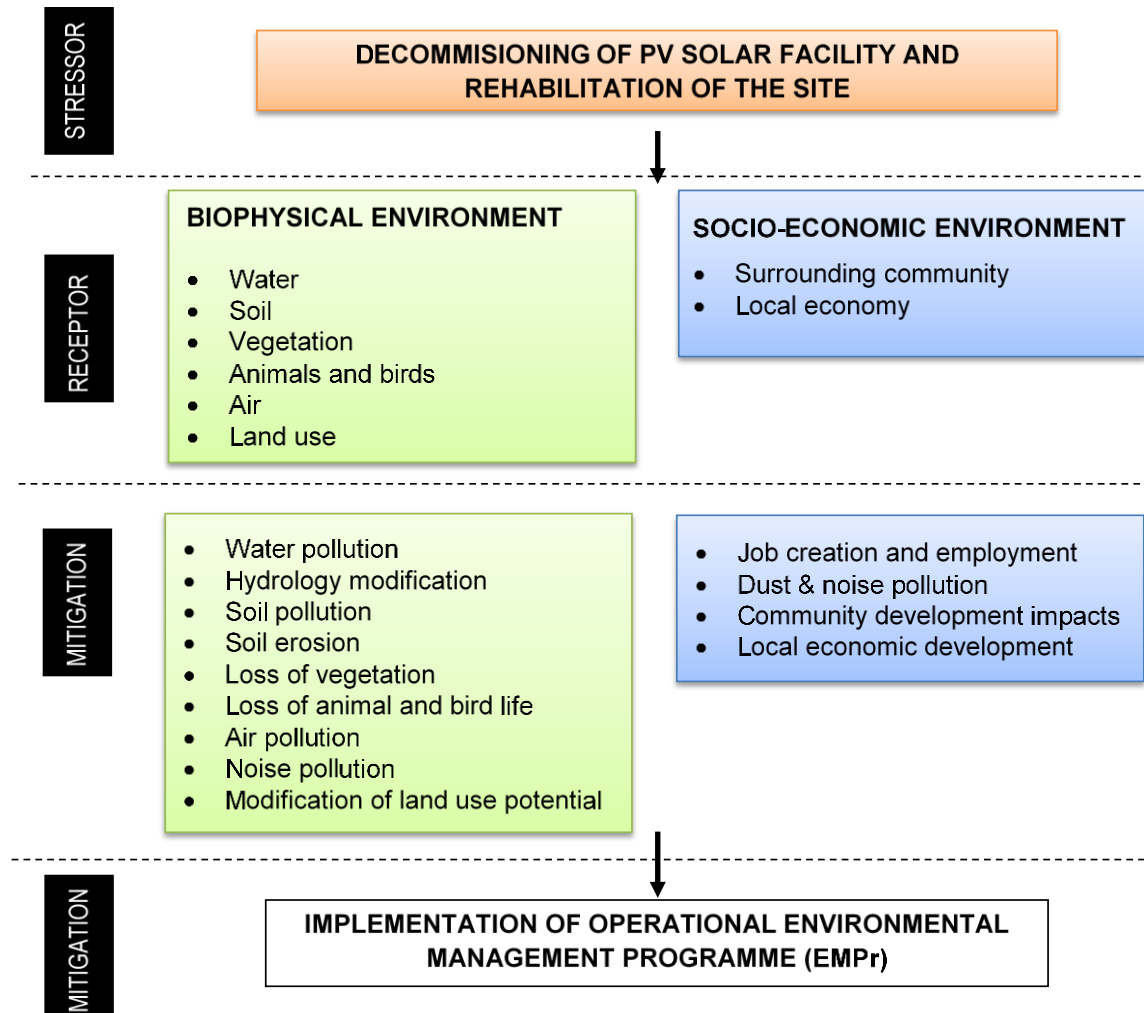 STRESSOR
DECOMMISIONING OF PV SOLAR FACILITY AND
REHABILITATION OF THE SITE
RECEPTOR
BIOPHYSICAL ENVIRONMENT
• Water
• Soil
• Vegetation
• Animals and birds
• Air
• Land use
SOCIO-ECONOMIC ENVIRONMENT
• Surrounding community
• Local economy
MITIGATION
• Water pollution
• Hydrology modification
• Soil pollution
• Soil erosion
• Loss of vegetation
• Loss of animal and bird life
• Air pollution
• Noise pollution
• Modification of land use potential
• Job creation and employment
• Dust & noise pollution
• Community development impacts
• Local economic development
MITIGATION
IMPLEMENTATION OF OPERATIONAL ENVIRONMENTAL
MANAGEMENT PROGRAMME (EMPr)